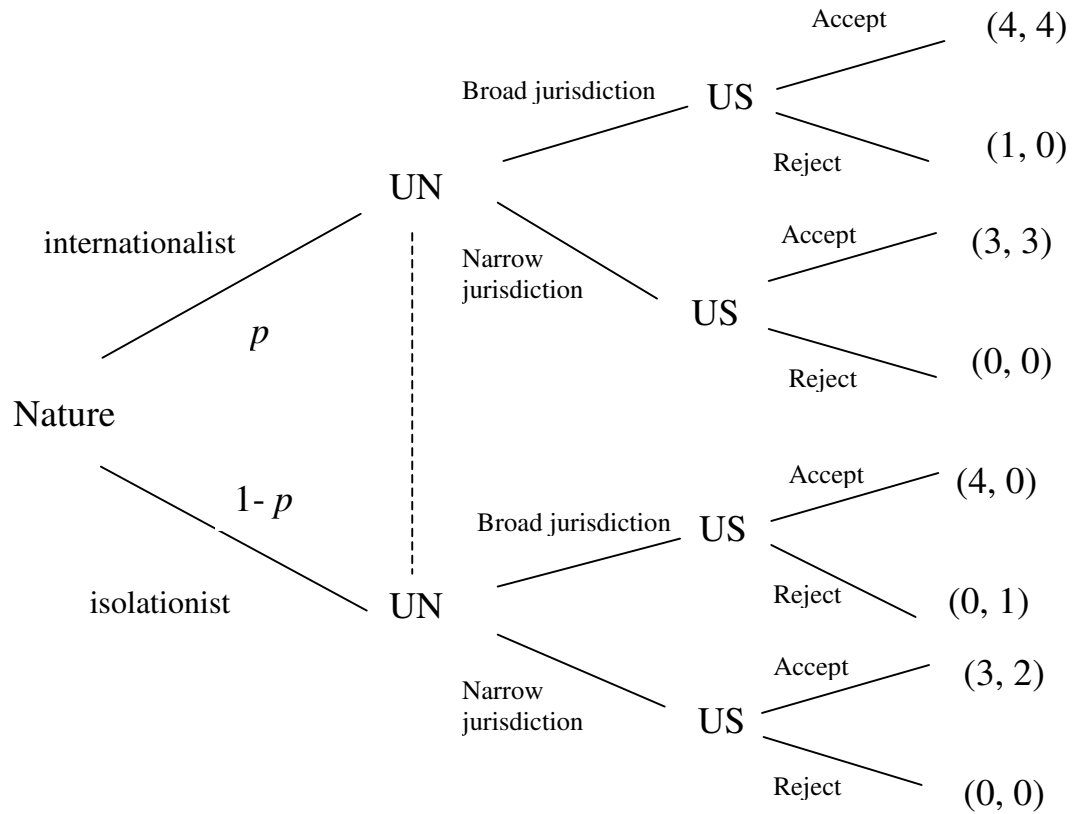 Accept
(4, 4)
Broad jurisdiction
US
Reject
(1, 0)
UN
internationalist
p
Narrow
jurisdiction
US
Accept
(3, 3)
Reject
(0, 0)
Nature
1- p
isolationist
UN
Broad jurisdiction
US
Accept
(4, 0)
Reject
(0, 1)
Narrow
jurisdiction
US
Accept
(3, 2)
Reject
(0, 0)